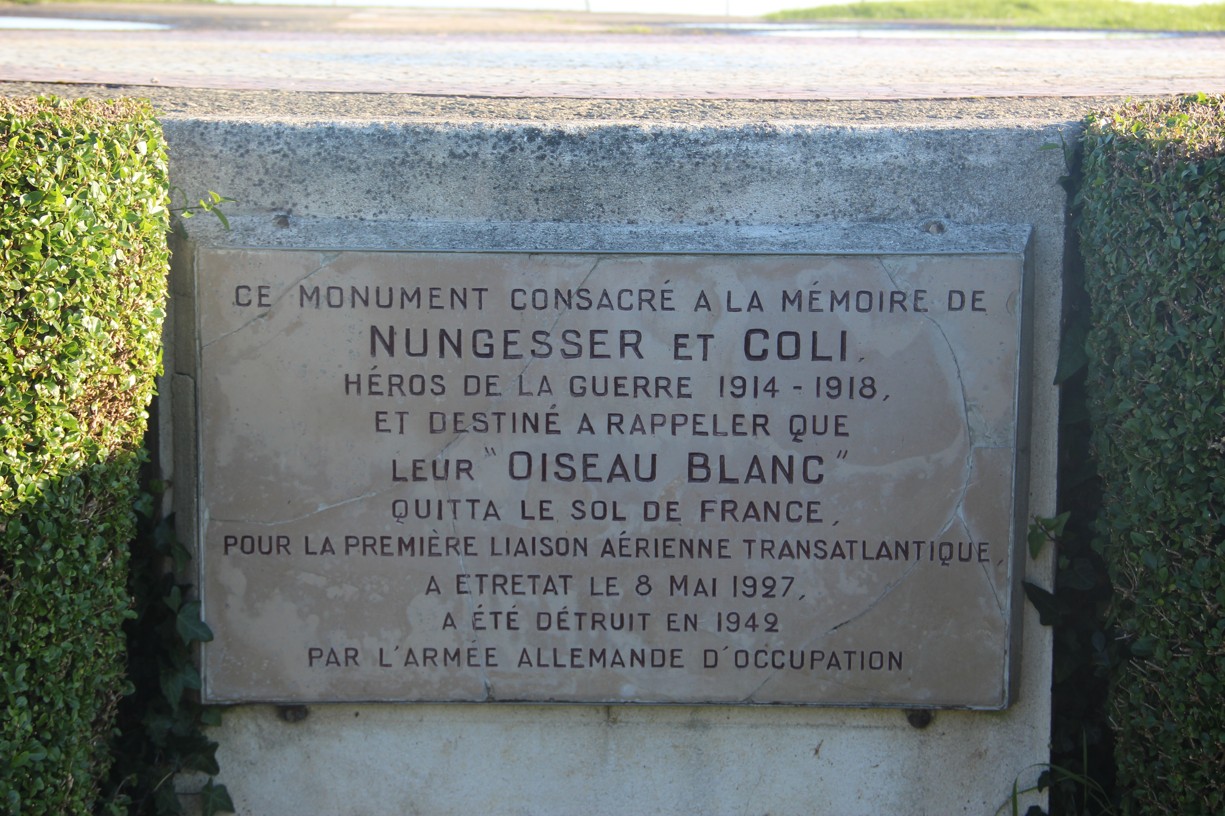 CE MONUMENT CONSACRÉ A LA MÉMOIRE DE
NUNGESSER ET COLI,
HÉROS DE LA GUERRE 1914-1918,
ET DESTINÉ A RAPPELER QUE
LEUR "OISEAU BLANC"
QUITTA LE SOL DE FRANCE,
POUR LA PREMIÈRE LIAISON AÉRIENNE TRANSATLANTIQUE,
A ETRETAT LE 8 MAI 1927,
A ÉTÉ DÉTRUIT EN 1942
PAR L'ARMÉE ALLEMANDE D'OCCUPATION